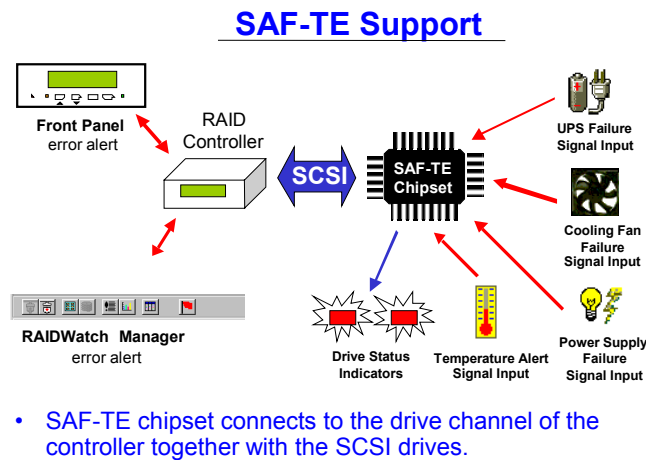 SAF-TE Support
Front Panel
error alert
RAID
Controller
SCSI
SAF-TE
Chipset
UPS Failure
Signal Input
Cooling Fan
Failure
Signal Input
RAIDWatch Manager
error alert
Drive Status
Indicators
Temperature Alert
Signal Input
Power Supply
Failure
Signal Input
• SAF-TE chipset connects to the drive channel of the
controller together with the SCSI drives.